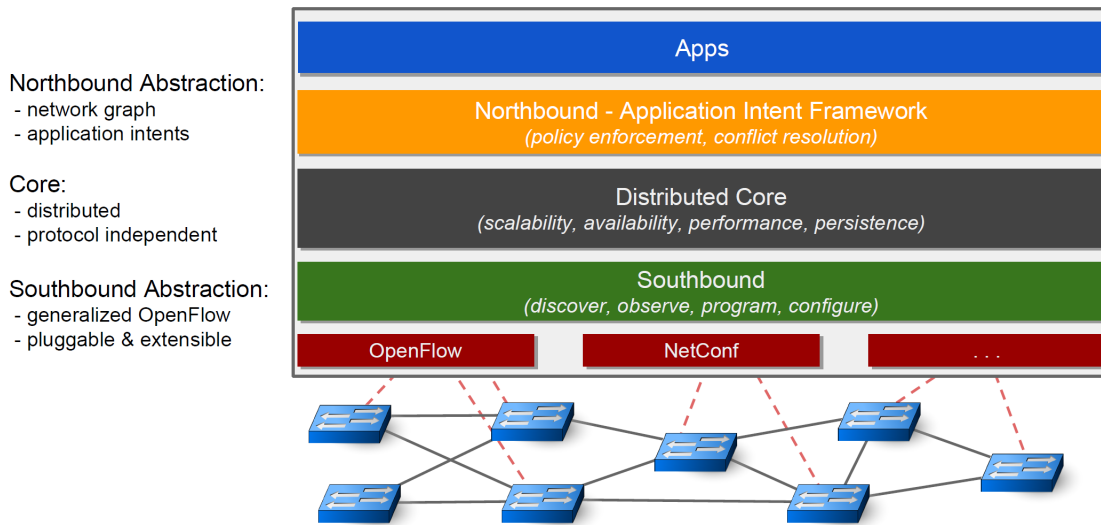 Apps
Northbound Abstraction:
- network graph
- application intents
Northbound - Application Intent Framework
(policy enforcement, conflict resolution)
Core:
- distributed
- protocol independent
Distributed Core
(scalability, availability, performance, persistence)
Southbound Abstraction:
- generalized OpenFlow
- pluggable & extensible
Southbound
(discover, observe, program, configure)
OpenFlow
NetConf
. . .